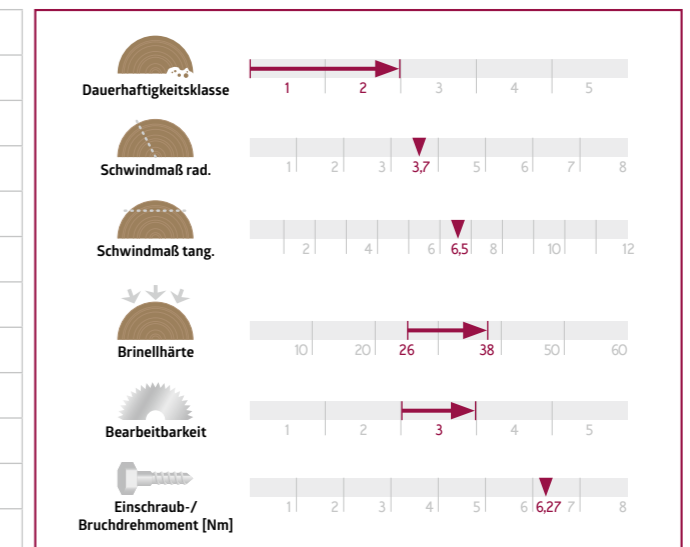 Dauerhaftigkeitsklasse
1 2 3 4 5
Schwindmaß rad.
1 2 3 3,7 5 6 7 8
Schwindmaß tang.
2 4 6 6,5 8 10 12
Brinellhärte
10 20 26 38 50 60
Bearbeitbarkeit
1 2 3 4 5
Einschraub-/
Bruchdrehmoment [Nm]
1 2 3 4 5 6 6,27 7 8